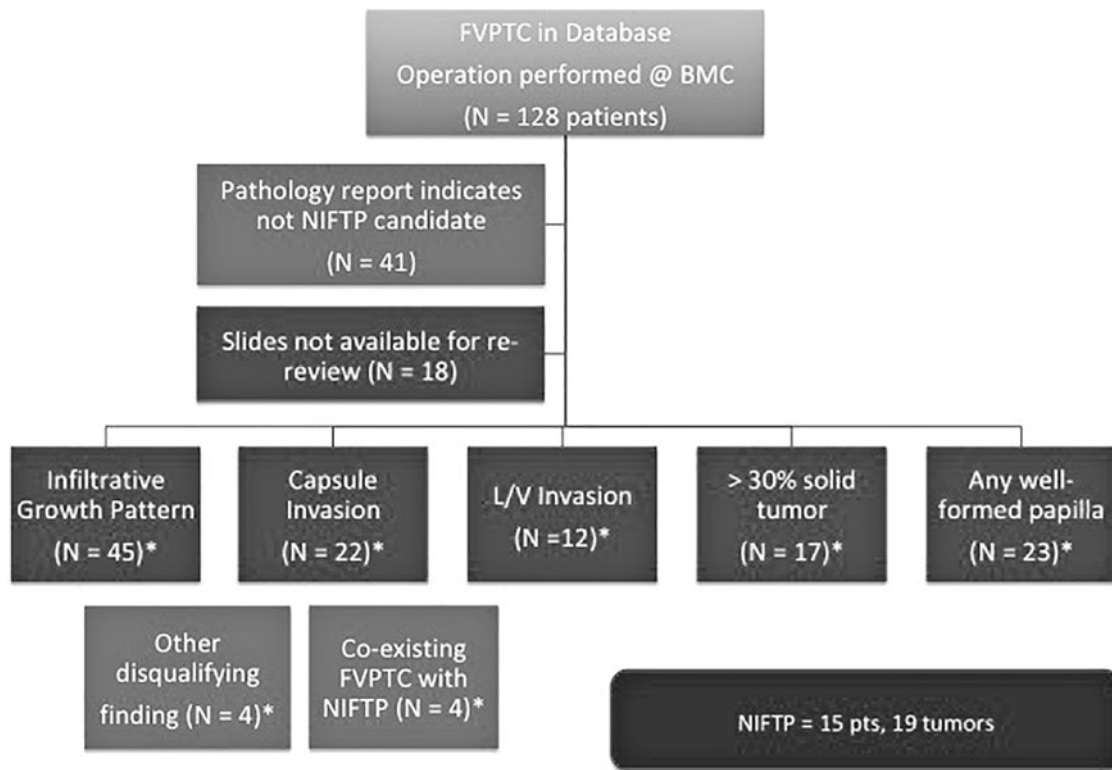 FVPTC in Database
Operation performed @ BMC
(N = 128 patients)
Pathology report indicates
not NIFTP candidate
(N = 41)
Slides not available for re-
review (N = 18)
Infiltrative
Growth Pattern
(N = 45)*
Capsule
Invasion
(N = 22)*
L/V Invasion
(N =12)*
> 30% solid
tumor
(N = 17)*
Any well-
formed papilla
(N = 23)*
Other
disqualifying
finding (N = 4)*
Co-existing
FVPTC with
NIFTP (N = 4)*
NIFTP = 15 pts, 19 tumors